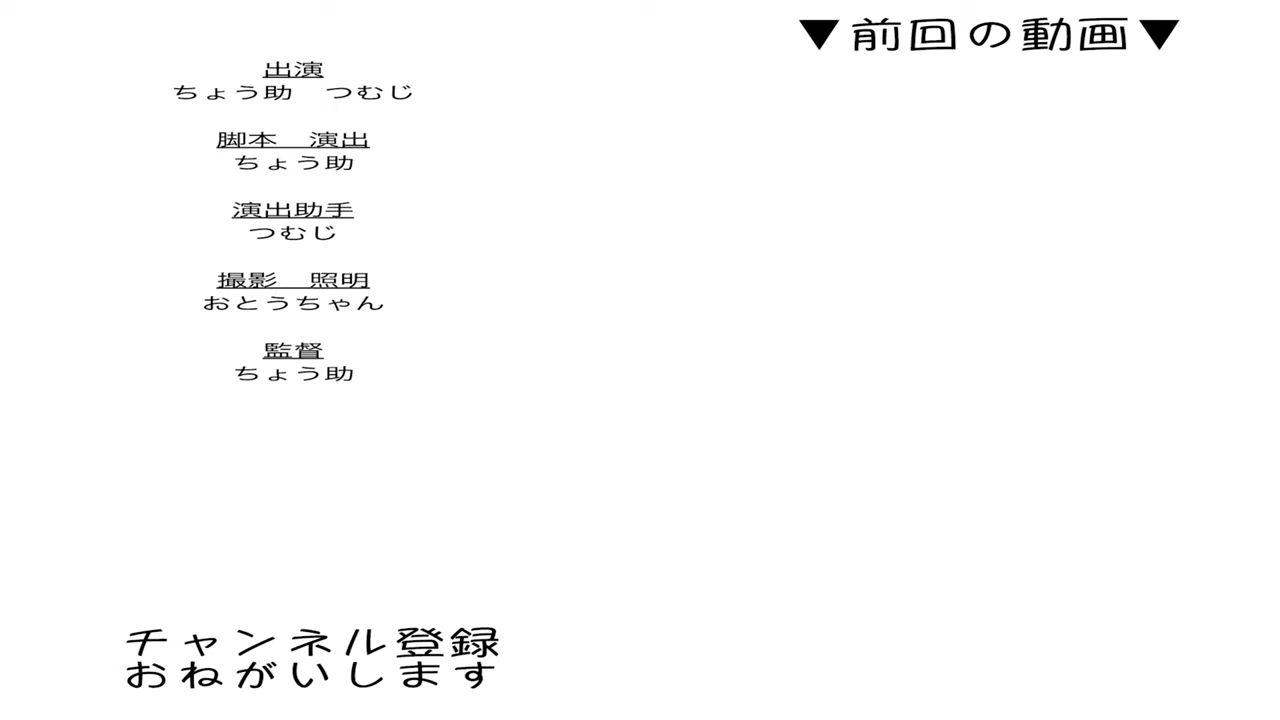 ▼前回の動画▼
出演
ちょう助　つむじ
脚本　演出
ちょう助
演出助手
つむじ
撮影　照明
おとうちゃん
監督
ちょう助
チャンネル登録
おねがいします